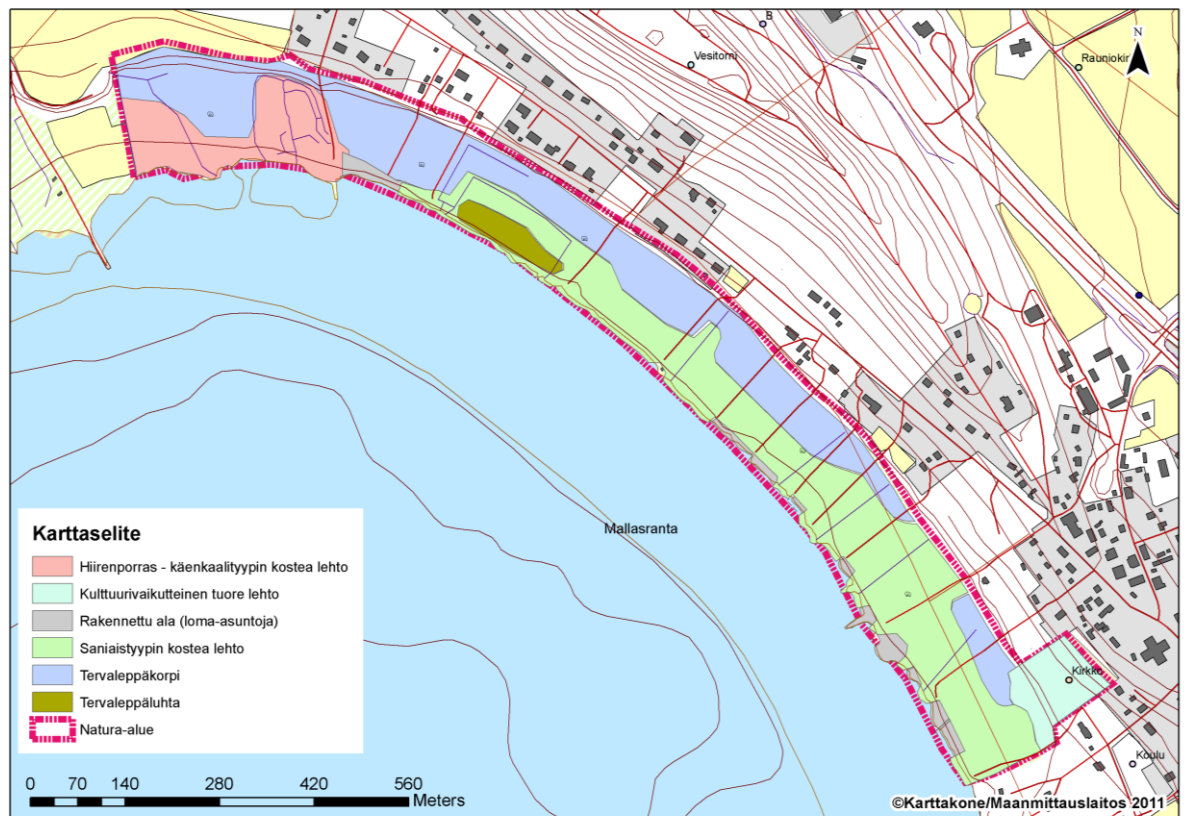 B
Vesitorni
N
Mallasranta
Kirkko
Koulu
Karttaselite
Hiirenporras - käenkaalityypin kostea lehto
Kulttuurivaikutteinen tuore lehto
Rakennettu ala (loma-asuntoja)
Saniaistyypin kostea lehto
Tervaleppäkorpi
Tervaleppäluhta
Natura-alue
0 70 140 280 420 560
Meters
©Karttakone/Maanmittauslaitos 2011